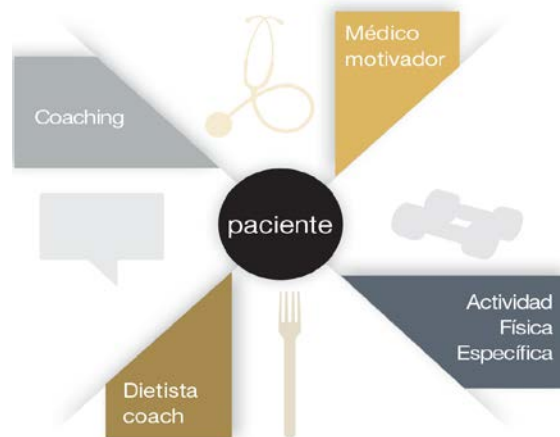 Médico
motivador
Coaching
paciente
Actividad
Física
Específica
Dietista
coach